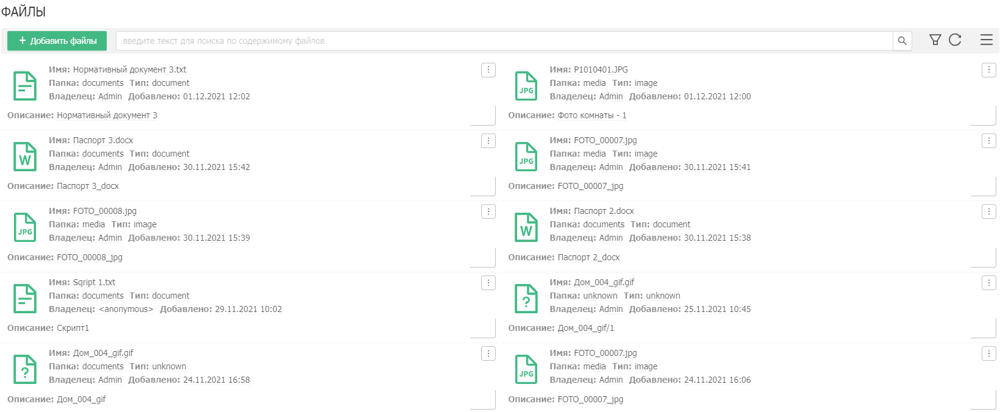 ФАЙЛЫ
+ Добавить файлы
введите текст для поиска по содержимому файлов
Имя: Нормативный документ 3.txt
Папка: documents Тип: document
Владелец: Admin Добавлено: 01.12.2021 12:02
Описание: Нормативный документ 3
JPG
Имя: P1010401.JPG
Папка: media Тип: image
Владелец: Admin Добавлено: 01.12.2021 12:00
Описание: Фото комнаты - 1
W
Имя: Паспорт 3.docx
Папка: documents Тип: document
Владелец: Admin Добавлено: 30.11.2021 15:42
Описание: Паспорт 3_docx
JPG
Имя: FOTO_00007.jpg
Папка: media Тип: image
Владелец: Admin Добавлено: 30.11.2021 15:41
Описание: FOTO_00007_jpg
JPG
Имя: FOTO_00008.jpg
Папка: media Тип: image
Владелец: Admin Добавлено: 30.11.2021 15:39
Описание: FOTO_00008_jpg
W
Имя: Паспорт 2.docx
Папка: documents Тип: document
Владелец: Admin Добавлено: 30.11.2021 15:38
Описание: Паспорт 2_docx
Имя: Sqript 1.txt
Папка: documents Тип: document
Владелец: <anonymous> Добавлено: 29.11.2021 10:02
Описание: Скрипт1
?
Имя: Дом_004_gif.gif
Папка: unknown Тип: unknown
Владелец: Admin Добавлено: 25.11.2021 10:45
Описание: Дом_004_gif/1
?
Имя: Дом_004_gif.gif
Папка: documents Тип: unknown
Владелец: Admin Добавлено: 24.11.2021 16:58
Описание: Дом_004_gif
JPG
Имя: FOTO_00007.jpg
Папка: media Тип: image
Владелец: Admin Добавлено: 24.11.2021 16:06
Описание: FOTO_00007_jpg